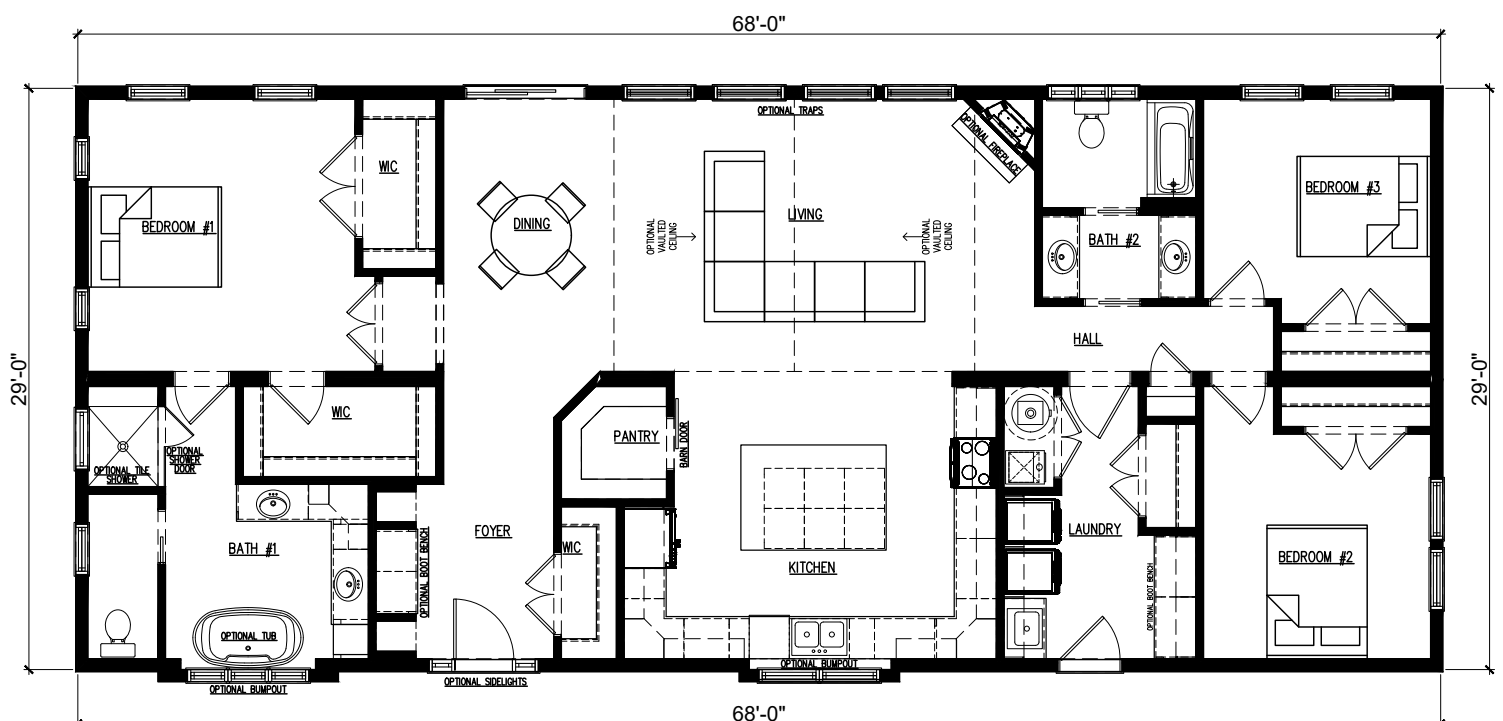 68'-0"
OPTIONAL TRAPS
OPTIONAL FIREPLACE
WIC
BEDROOM #3
BEDROOM #1
DINING
LIVING
OPTIONAL
VAULTED
CEILING
OPTIONAL
VAULTED
CEILING
BATH #2
HALL
29'-0"
29'-0"
WIC
PANTRY
BARN DOOR
OPTIONAL
SHOWER
DOOR
OPTIONAL TILE
SHOWER
FOYER
LAUNDRY
BATH #1
WIC
OPTIONAL BOOT BENCH
KITCHEN
BEDROOM #2
OPTIONAL BOOT BENCH
OPTIONAL TUB
OPTIONAL BUMPOUT
OPTIONAL SIDELIGHTS
OPTIONAL BUMPOUT
68'-0"